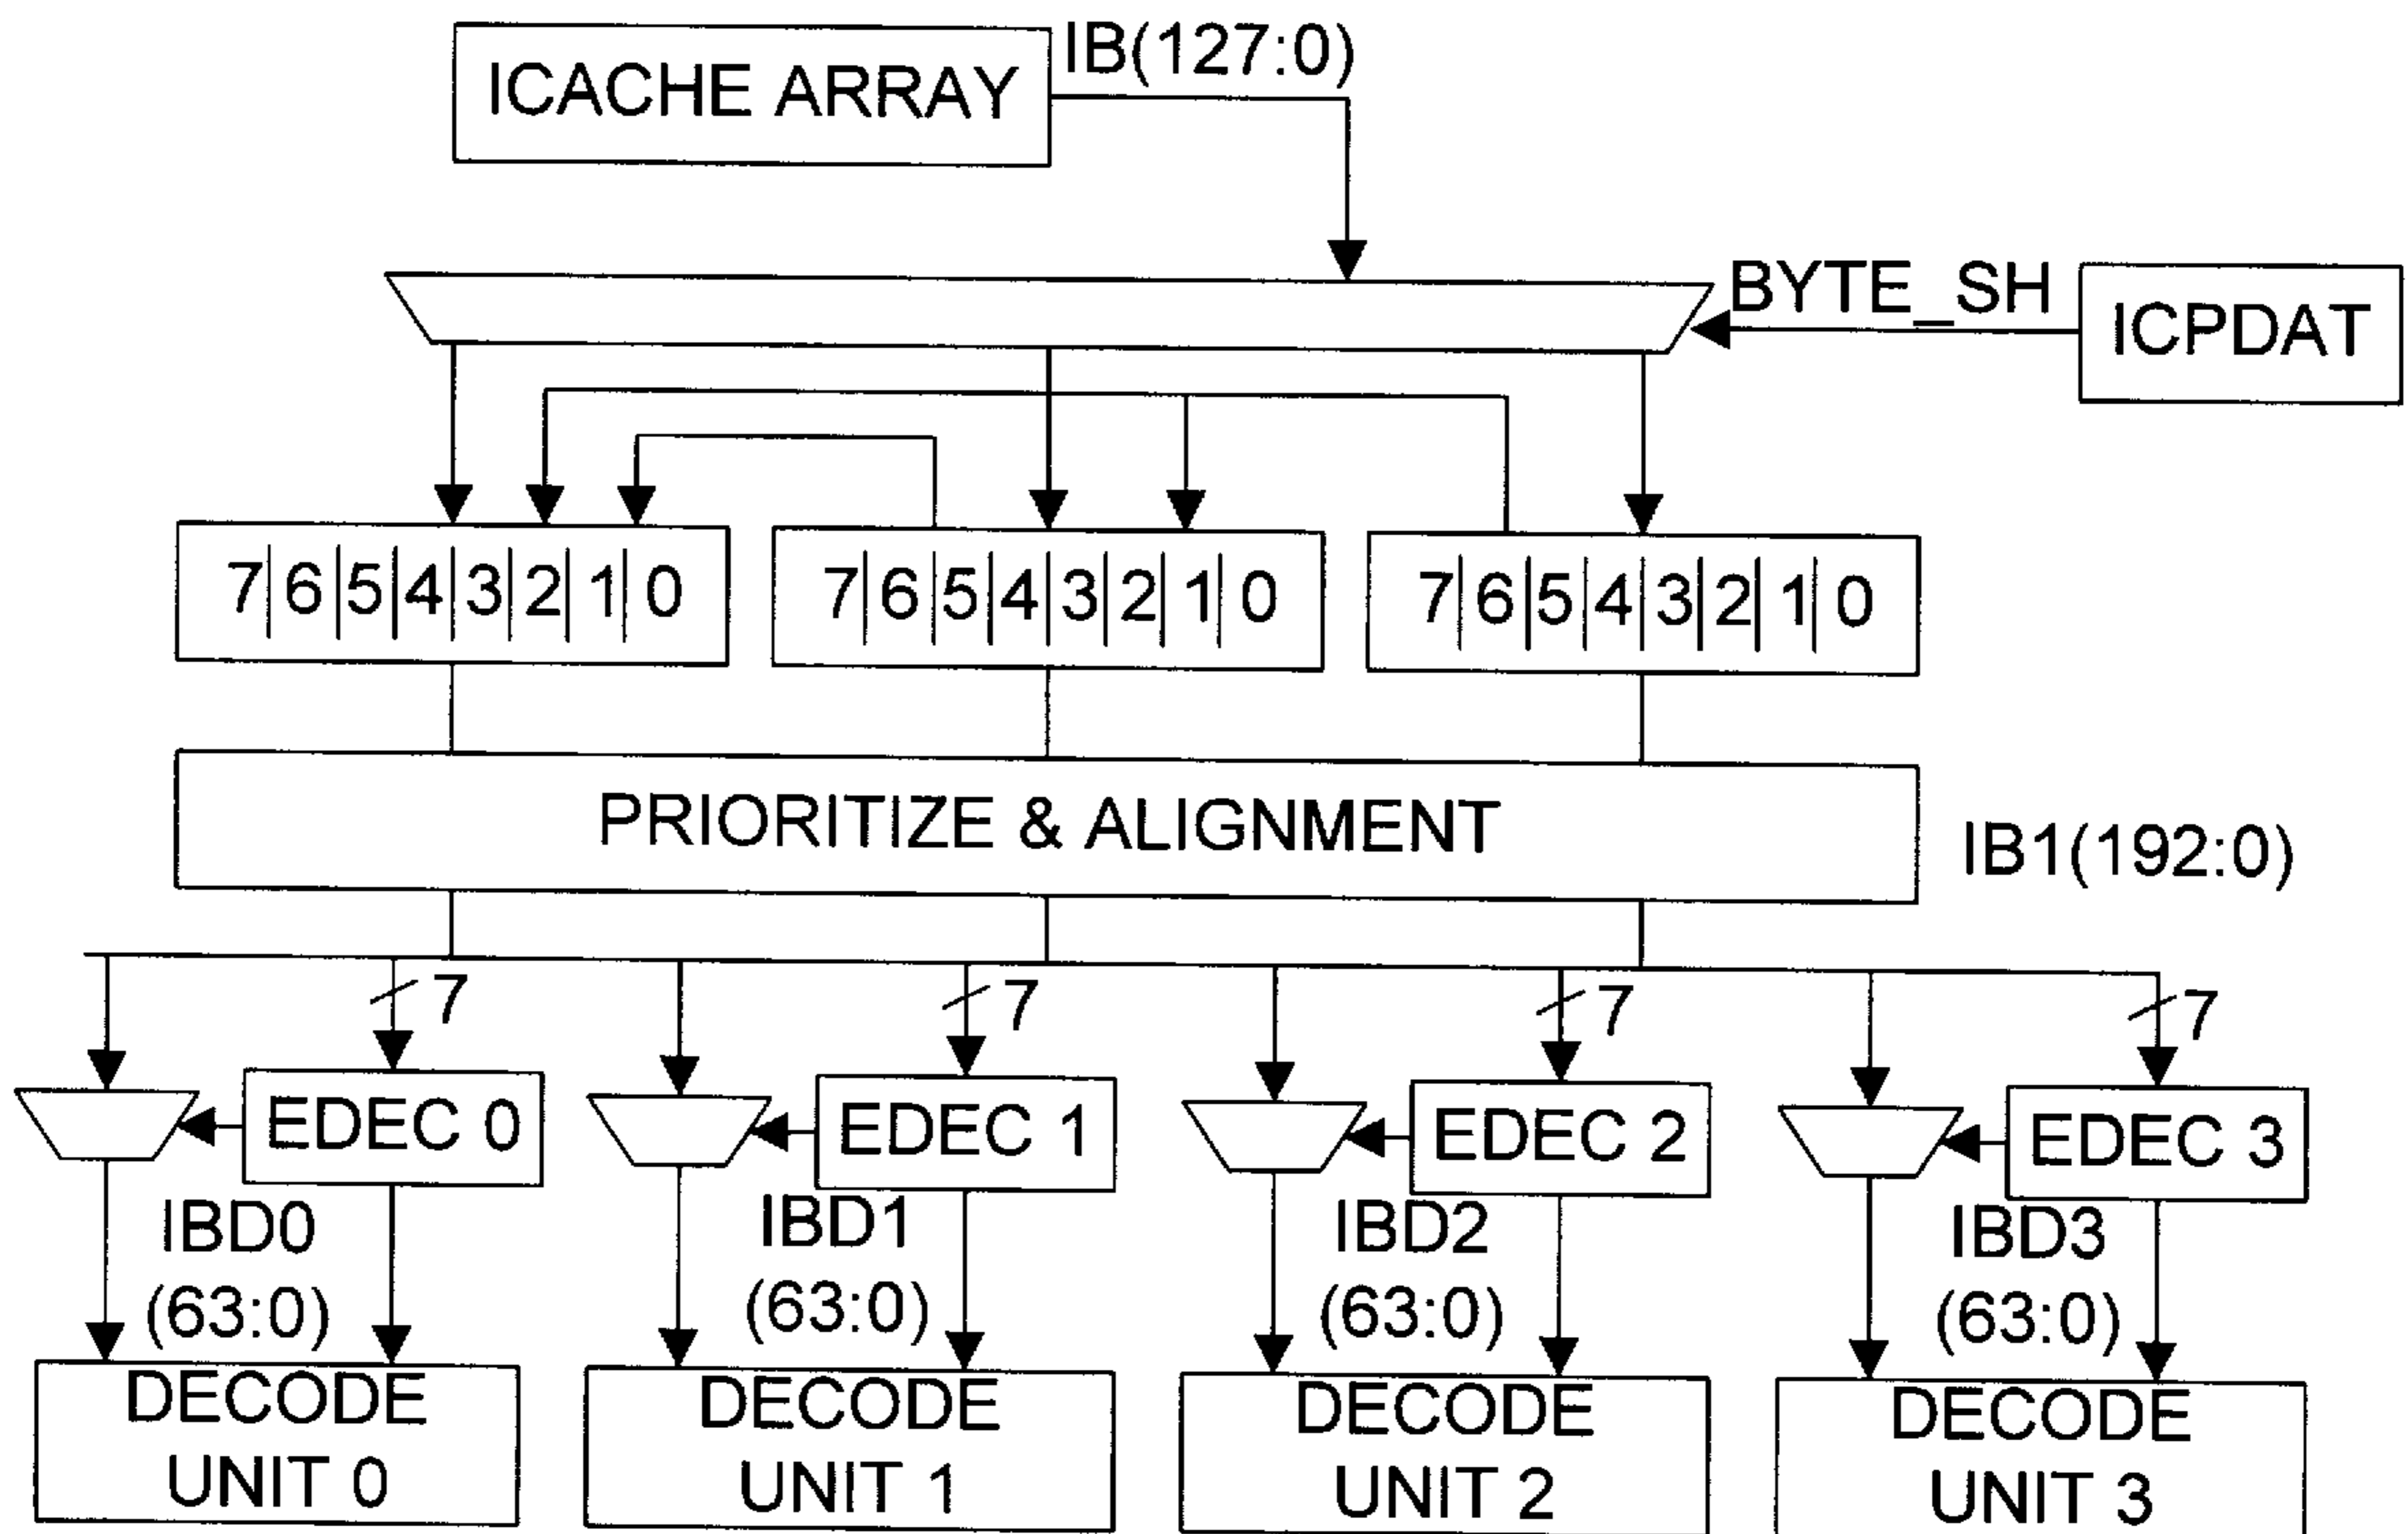 ICACHE ARRAY
IB(127:0)
BYTE_SH
ICPDAT
7 6 5 4 3 2 1 0
7 6 5 4 3 2 1 0
7 6 5 4 3 2 1 0
PRIORITIZE & ALIGNMENT
IB1(192:0)
7
7
7
7
EDEC 0
EDEC 1
EDEC 2
EDEC 3
IBD0
(63:0)
IBD1
(63:0)
IBD2
(63:0)
IBD3
(63:0)
DECODE
UNIT 0
DECODE
UNIT 1
DECODE
UNIT 2
DECODE
UNIT 3